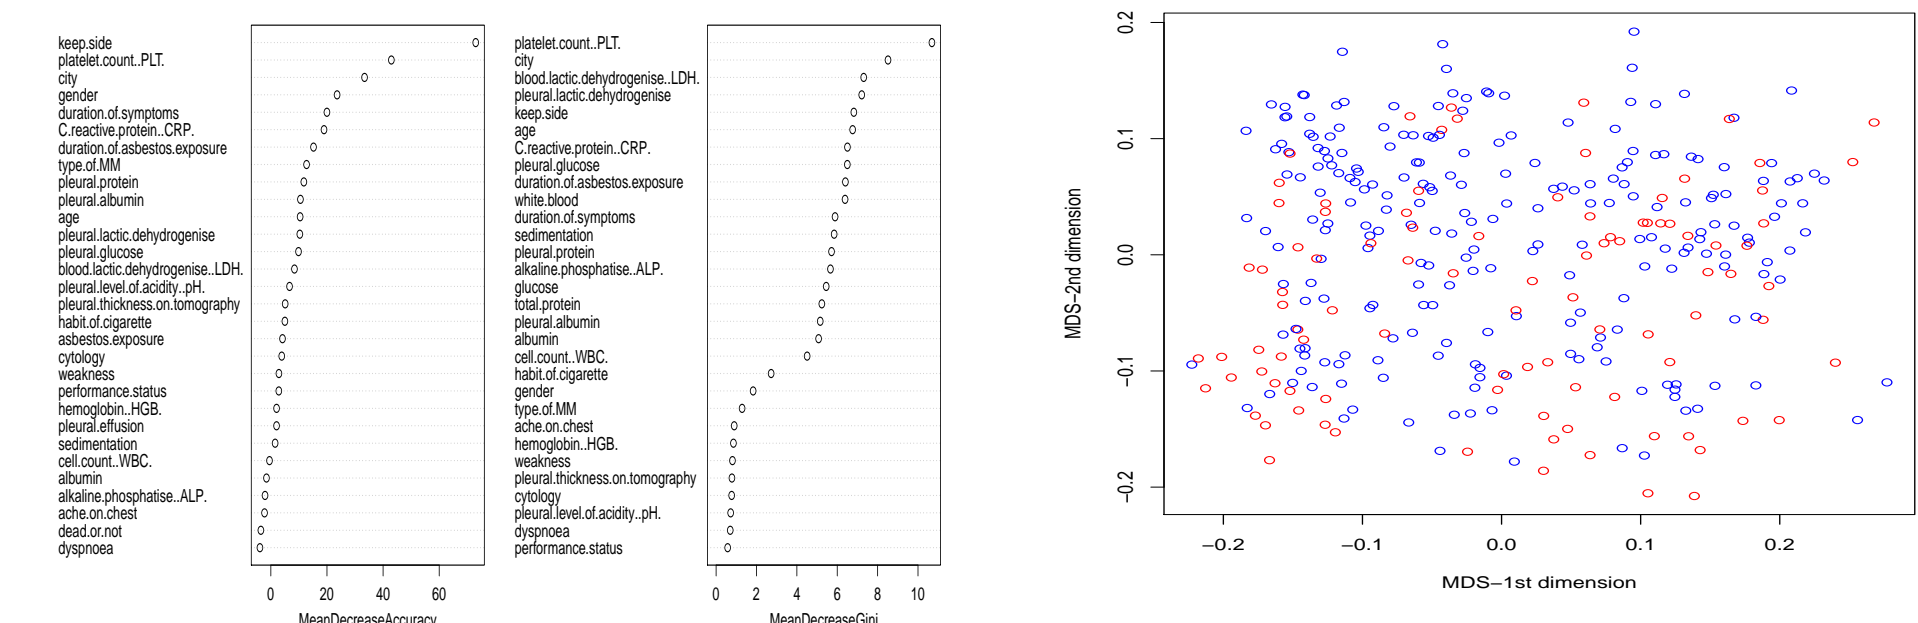 keep.side
platelet.count..PLT.
city
gender
duration.of.symptoms
C.reactive.protein..CRP.
duration.of.asbestos.exposure
type.of.MM
pleural.protein
pleural.albumin
age
pleural.lactic.dehydrogenise
pleural.glucose
blood.lactic.dehydrogenise..LDH.
pleural.level.of.acidity..pH.
pleural.thickness.on.tomography
habit.of.cigarette
asbestos.exposure
cytology
weakness
performance.status
hemoglobin..HGB.
pleural.effusion
sedimentation
cell.count..WBC.
albumin
alkaline.phosphatise..ALP.
ache.on.chest
dead.or.not
dyspnoea
0 20 40 60
MeanDecreaseAccuracy
platelet.count..PLT.
city
blood.lactic.dehydrogenise..LDH.
pleural.lactic.dehydrogenise
keep.side
age
C.reactive.protein..CRP.
pleural.glucose
duration.of.asbestos.exposure
white.blood
duration.of.symptoms
sedimentation
pleural.protein
alkaline.phosphatise..ALP.
glucose
total.protein
pleural.albumin
albumin
cell.count..WBC.
habit.of.cigarette
gender
type.of.MM
ache.on.chest
hemoglobin..HGB.
weakness
pleural.thickness.on.tomography
cytology
pleural.level.of.acidity..pH.
dyspnoea
performance.status
0 2 4 6 8 10
MeanDecreaseGini
MDS−2nd dimension
0.2
0.1
0.0
−0.1
−0.2
−0.2 −0.1 0.0 0.1 0.2
MDS−1st dimension